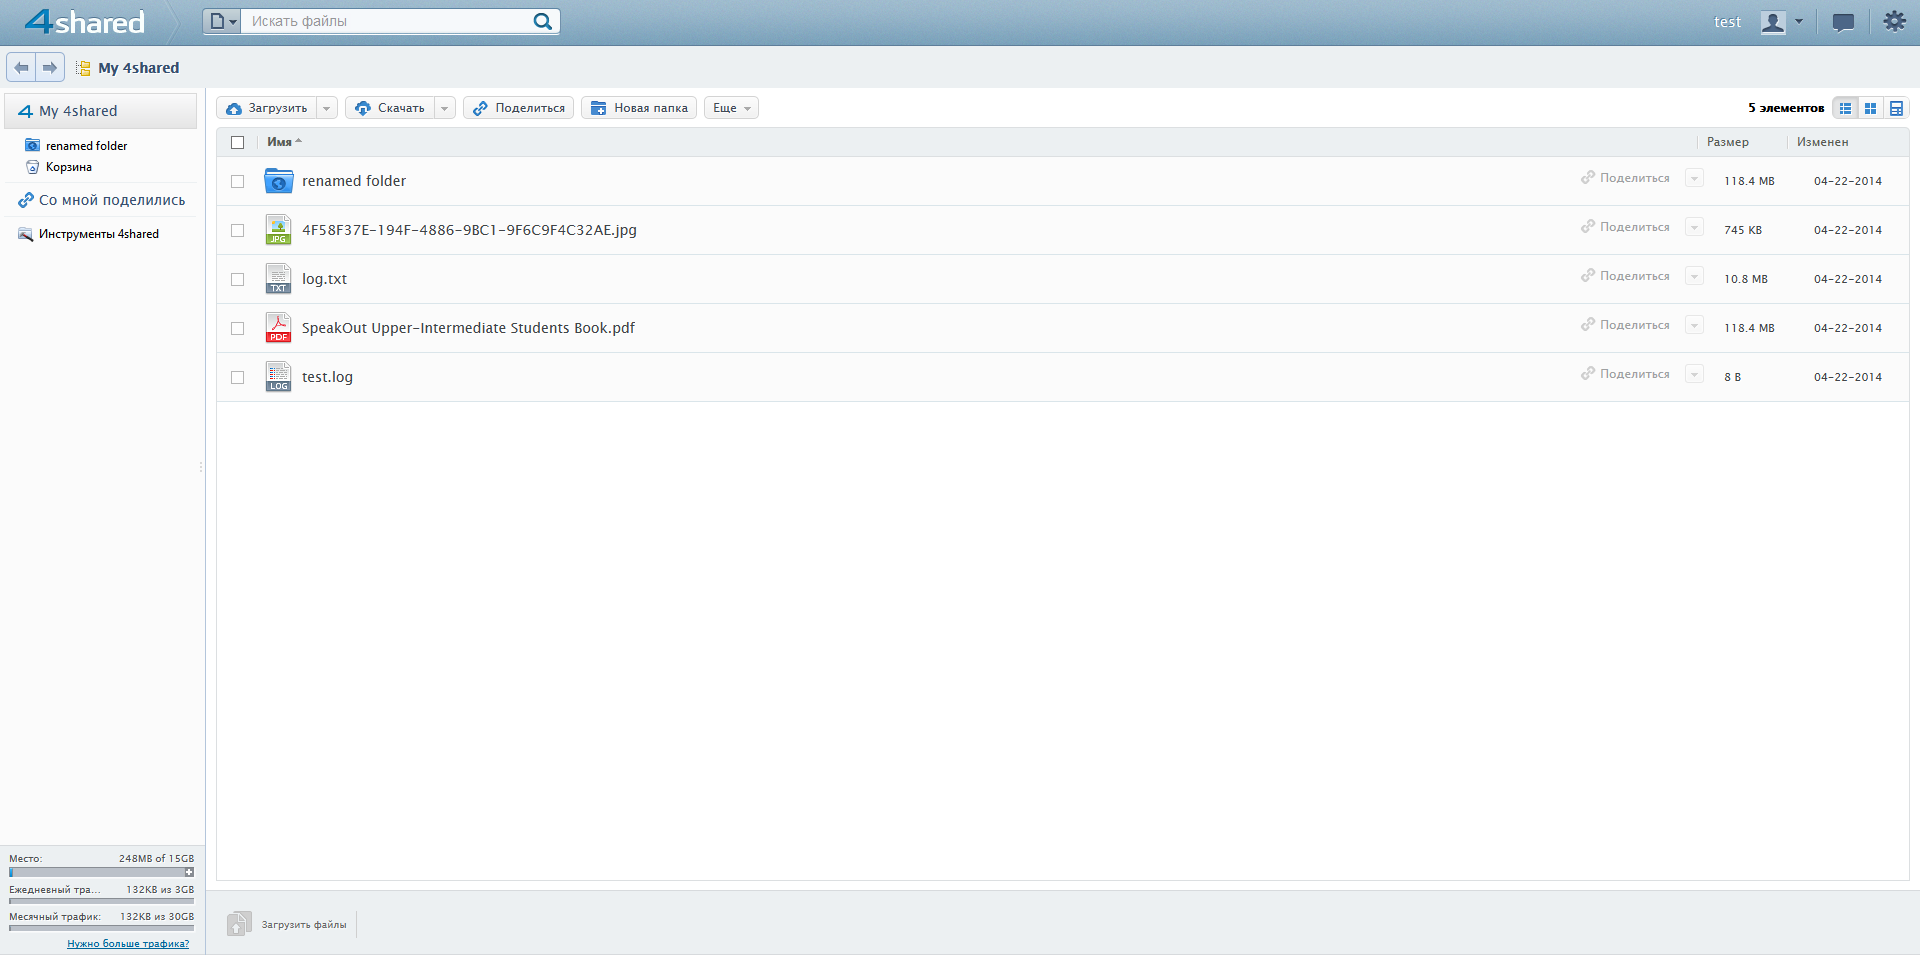 4shared
Искать файлы
test
My 4shared
My 4shared
renamed folder
Корзина
Со мной поделились
Инструменты 4shared
Загрузить Скачать Поделиться Новая папка Еще 5 элементов
Имя Размер Изменен
renamed folder Поделиться 118.4 MB 04-22-2014
JPG 4F58F37E-194F-4886-9BC1-9F6C9F4C32AE.jpg Поделиться 745 KB 04-22-2014
TXT log.txt Поделиться 10.8 MB 04-22-2014
PDF SpeakOut Upper-Intermediate Students Book.pdf Поделиться 118.4 MB 04-22-2014
LOG test.log Поделиться 8 B 04-22-2014
Место: 248MB of 15GB
Ежедневный тра... 132KB из 3GB
Месячный трафик: 132KB из 30GB
Нужно больше трафика?
Загрузить файлы